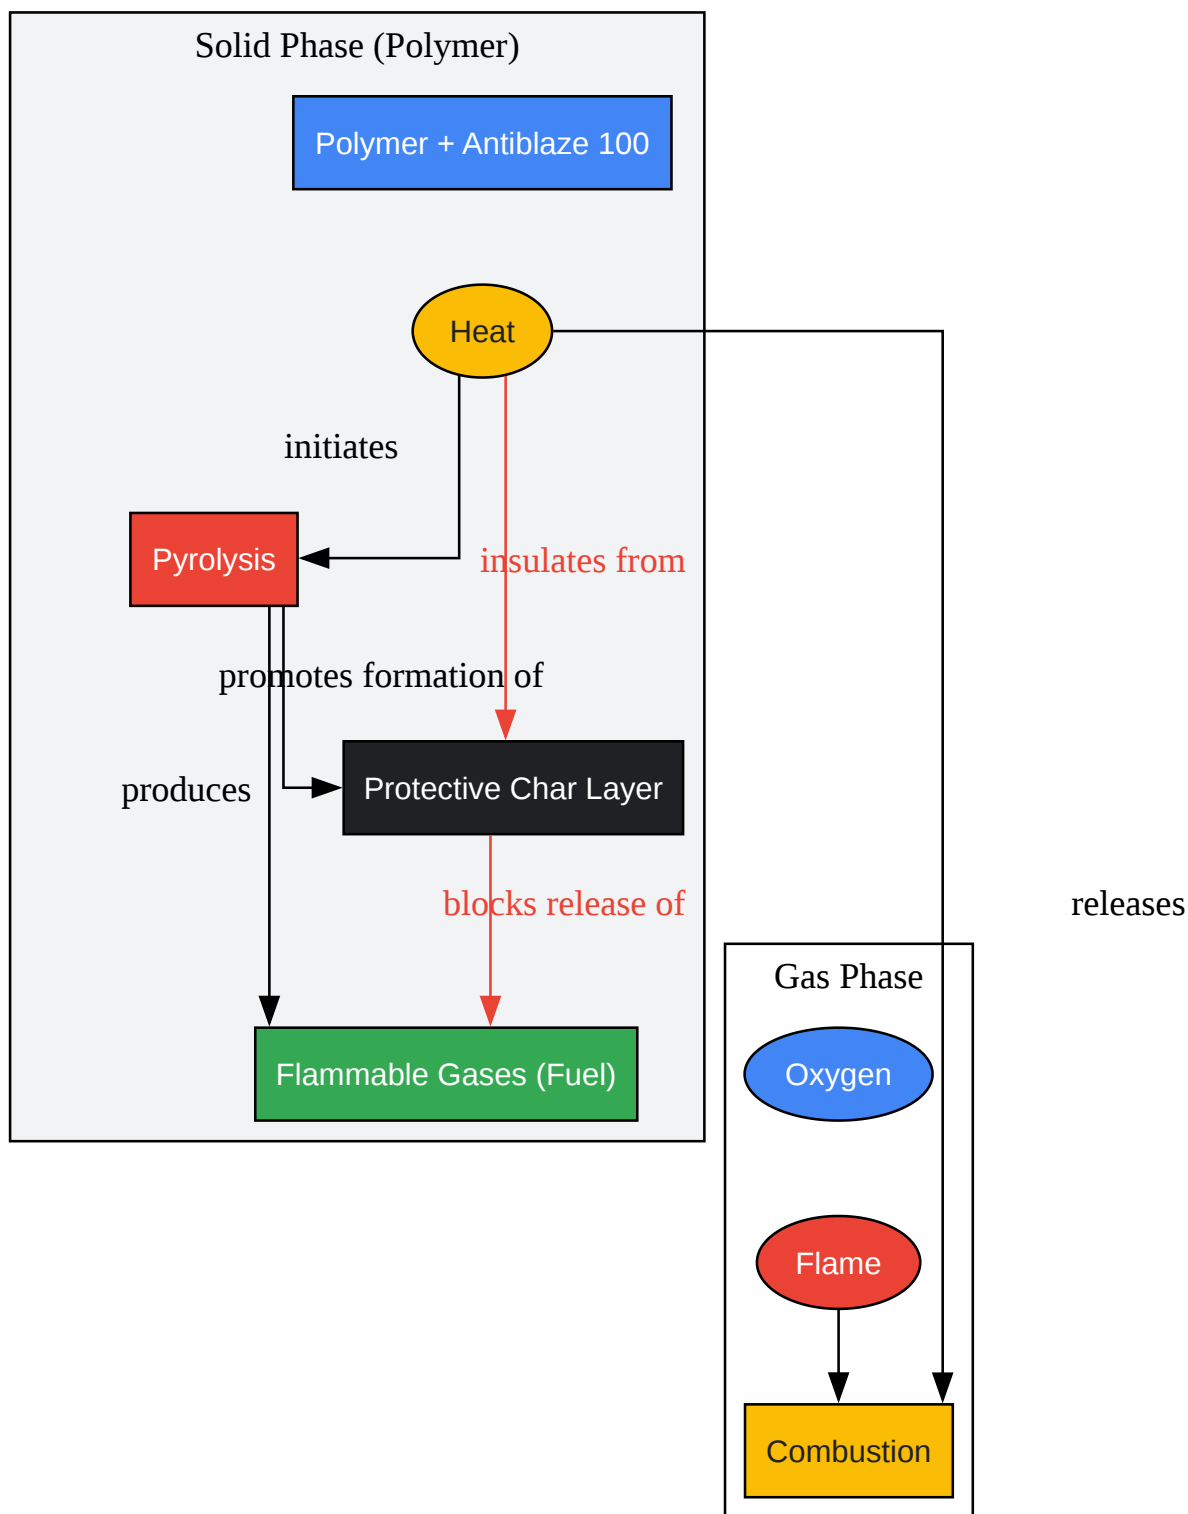 Solid Phase (Polymer)
Polymer + Antiblaze 100
Heat
initiates
Pyrolysis
insulates from
promotes formation of
produces
Protective Char Layer
blocks release of
releases
Gas Phase
Flammable Gases (Fuel)
Oxygen
Flame
Combustion